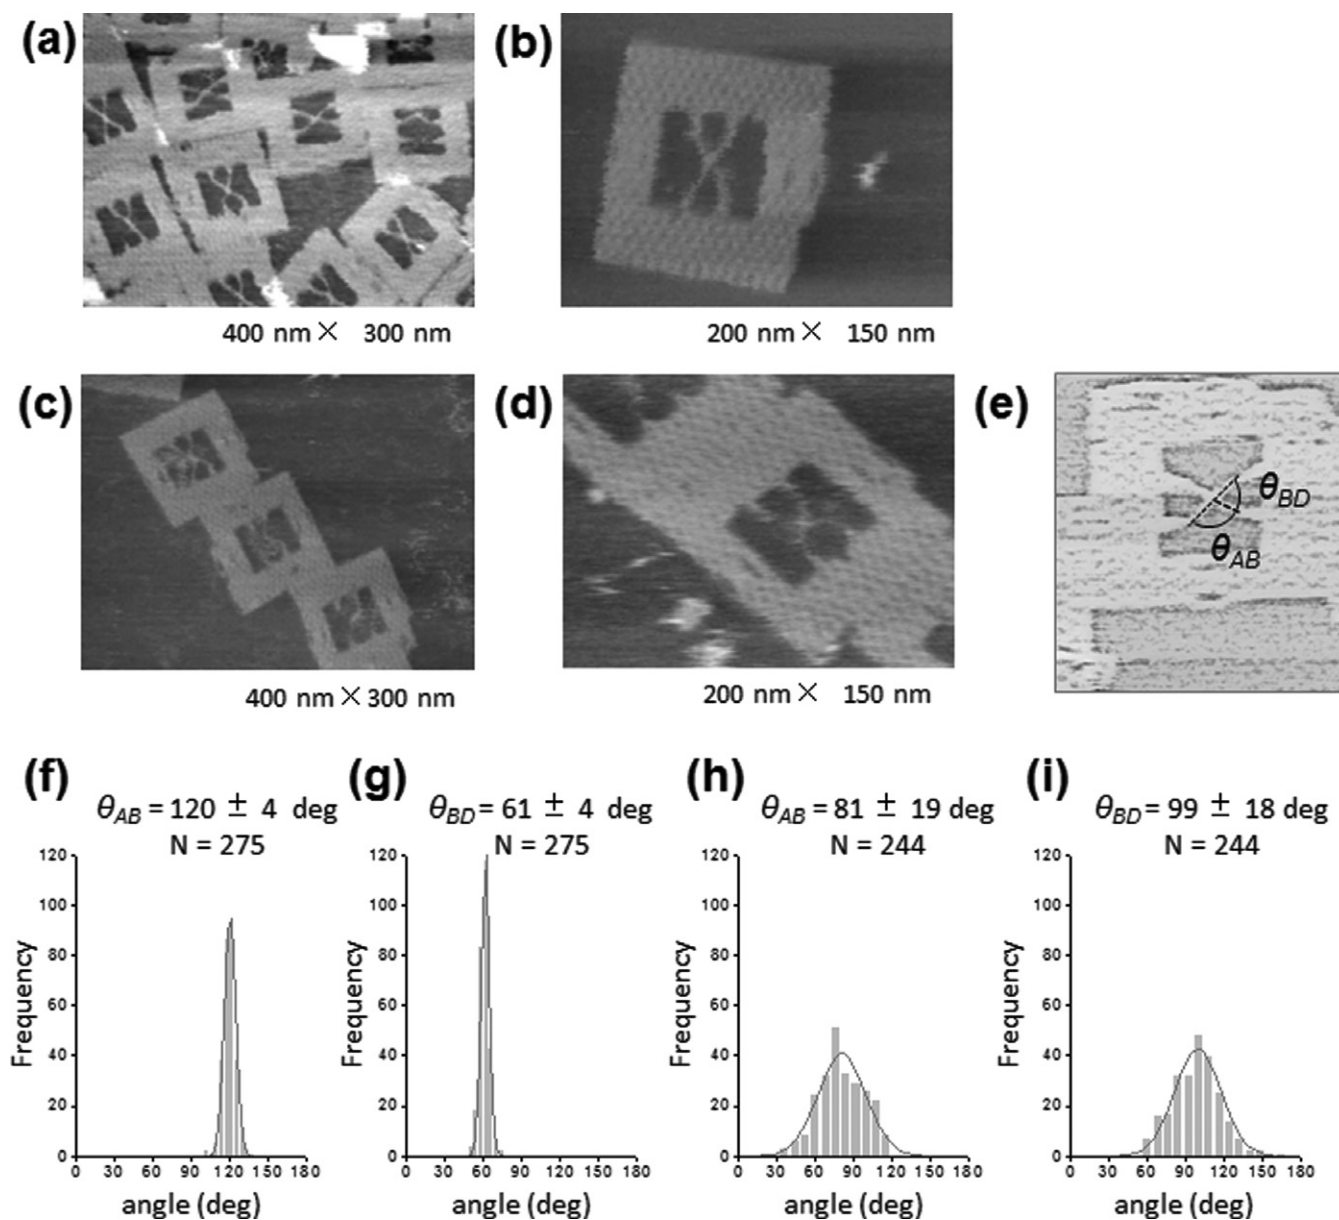 (a)
(b)
400 nm × 300 nm
200 nm × 150 nm
(c)
(d)
(e)
θBD
θAB
400 nm × 300 nm
200 nm × 150 nm
(f)
(g)
(h)
(i)
θAB = 120 ± 4 deg
N = 275
θBD = 61 ± 4 deg
N = 275
θAB = 81 ± 19 deg
N = 244
θBD = 99 ± 18 deg
N = 244
Frequency
120
100
80
60
40
20
0
0 30 60 90 120 150 180
angle (deg)
Frequency
120
100
80
60
40
20
0
0 30 60 90 120 150 180
angle (deg)
Frequency
120
100
80
60
40
20
0
0 30 60 90 120 150 180
angle (deg)
Frequency
120
100
80
60
40
20
0
0 30 60 90 120 150 180
angle (deg)